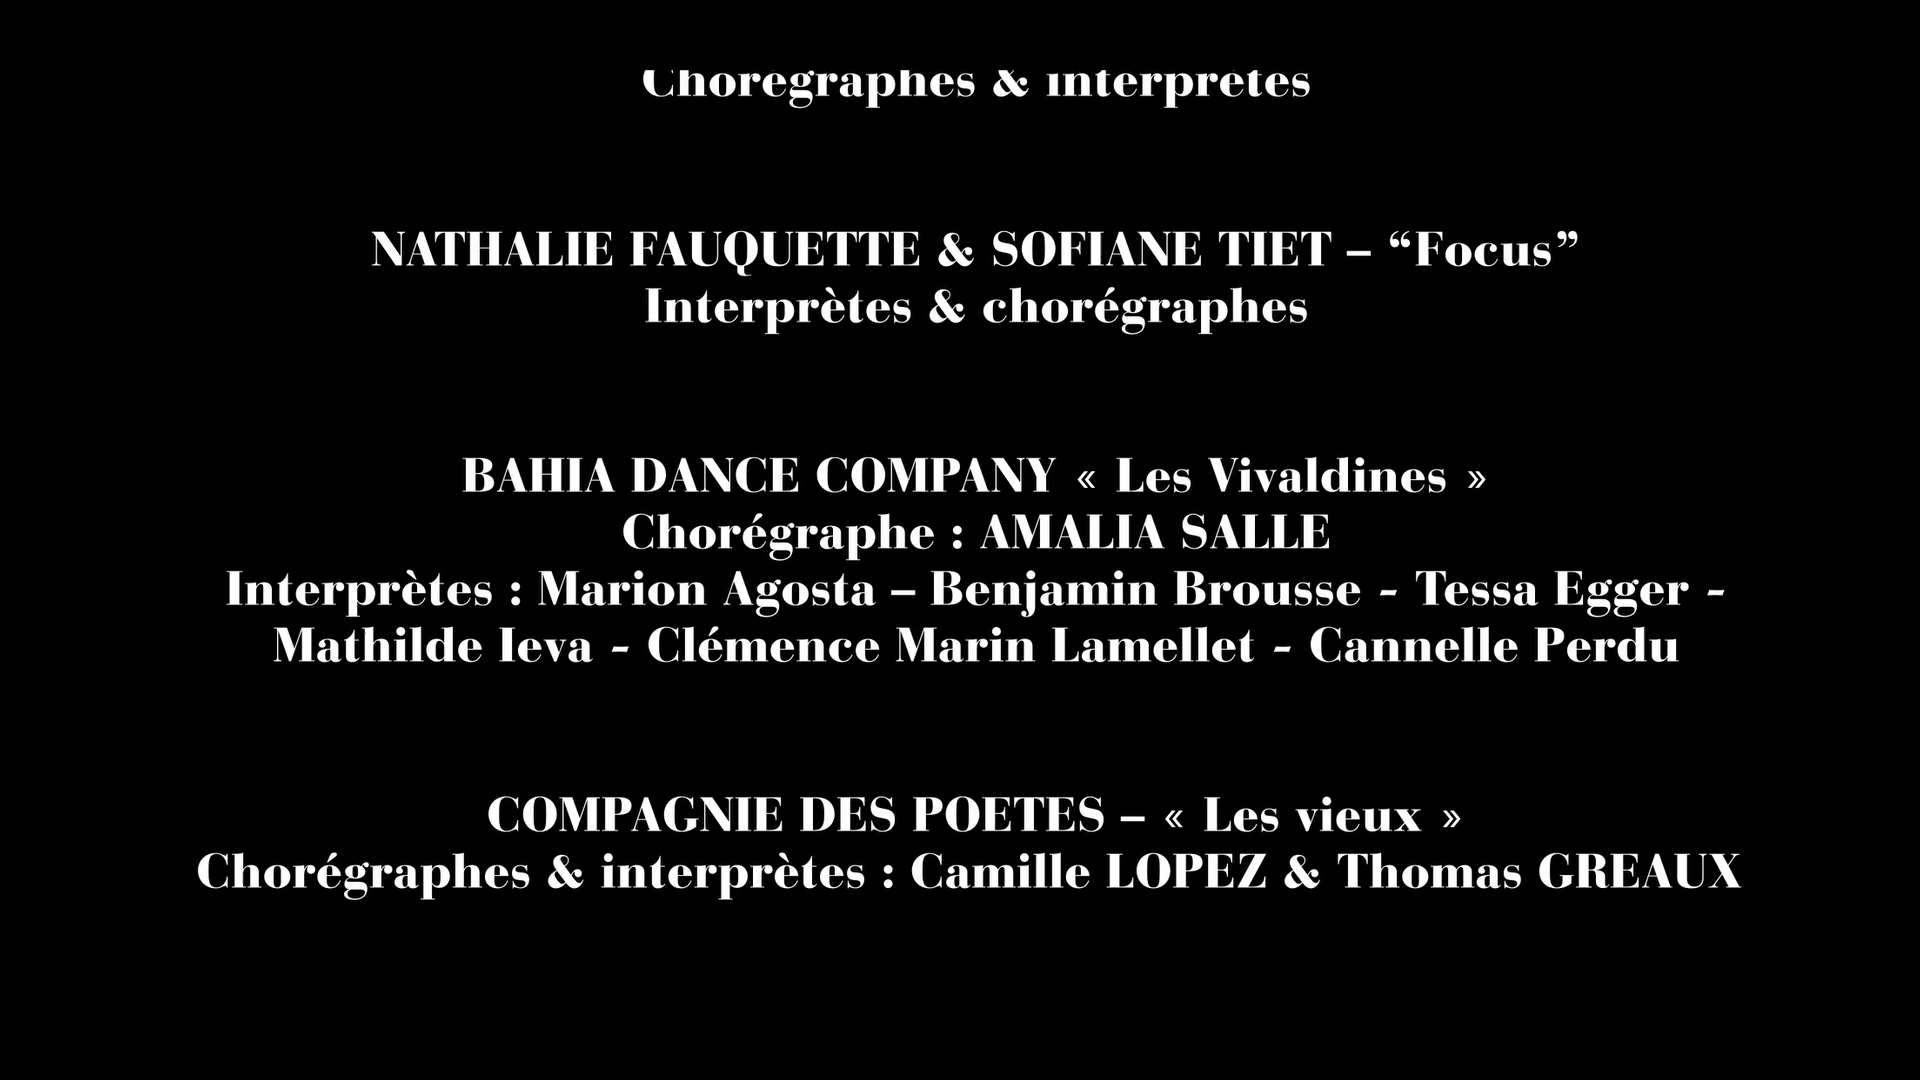 Chorégraphes & interprètes
NATHALIE FAUQUETTE & SOFIANE TIET – “Focus”
Interprètes & chorégraphes
BAHIA DANCE COMPANY « Les Vivaldines »
Chorégraphe : AMALIA SALLE
Interprètes : Marion Agosta – Benjamin Brousse - Tessa Egger -
Mathilde Ieva - Clémence Marin Lamellet - Cannelle Perdu
COMPAGNIE DES POETES – « Les vieux »
Chorégraphes & interprètes : Camille LOPEZ & Thomas GREAUX